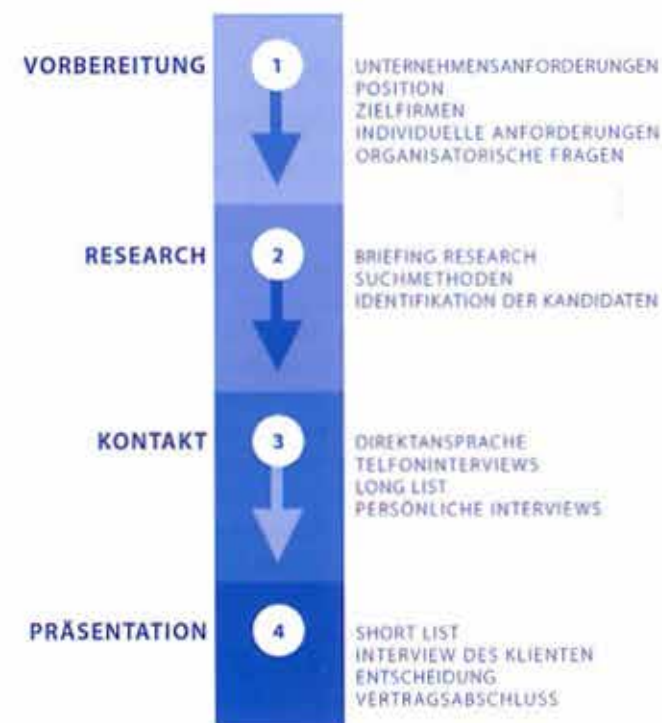 VORBEREITUNG
1
UNTERNEHMENSANFORDERUNGEN
POSITION
ZIELFIRMEN
INDIVIDUELLE ANFORDERUNGEN
ORGANISATORISCHE FRAGEN
RESEARCH
2
BRIEFING RESEARCH
SUCHMETHODEN
IDENTIFIKATION DER KANDIDATEN
KONTAKT
3
DIREKTANSPRACHE
TELFONINTERVIEWS
LONG LIST
PERSÖNLICHE INTERVIEWS
PRÄSENTATION
4
SHORT LIST
INTERVIEW DES KLIENTEN
ENTSCHEIDUNG
VERTRAGSABSCHLUSS